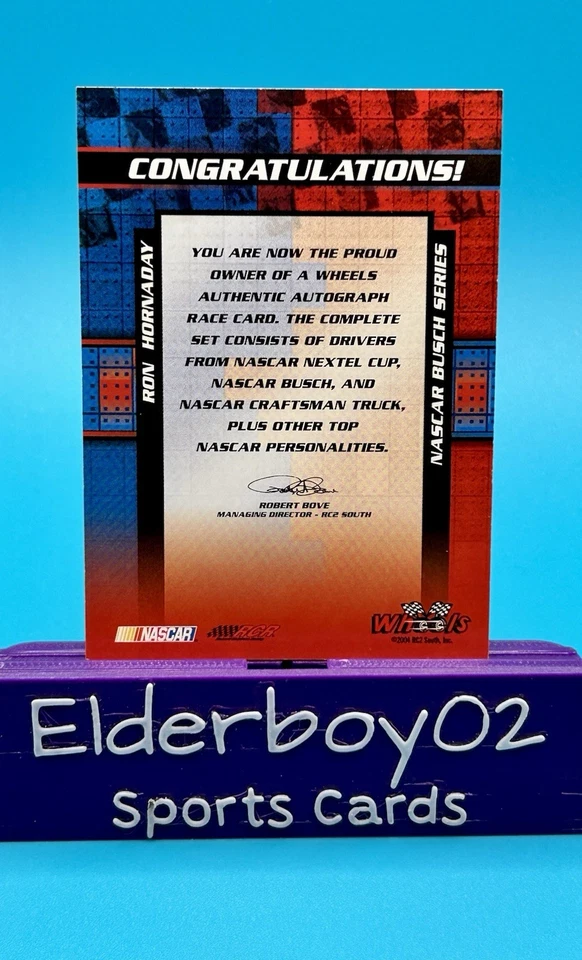 CONGRATULATIONS!
RON HORNADAY
YOU ARE NOW THE PROUD
OWNER OF A WHEELS
AUTHENTIC AUTOGRAPH
RACE CARD. THE COMPLETE
SET CONSISTS OF DRIVERS
FROM NASCAR NEXTEL CUP,
NASCAR BUSCH, AND
NASCAR CRAFTSMAN TRUCK,
PLUS OTHER TOP
NASCAR PERSONALITIES.
NASCAR BUSCH SERIES
ROBERT BOVE
MANAGING DIRECTOR - RC2 SOUTH
NASCAR
RCR
Wheels
©2004 RC2 South, Inc.
Elderboy02
Sports Cards